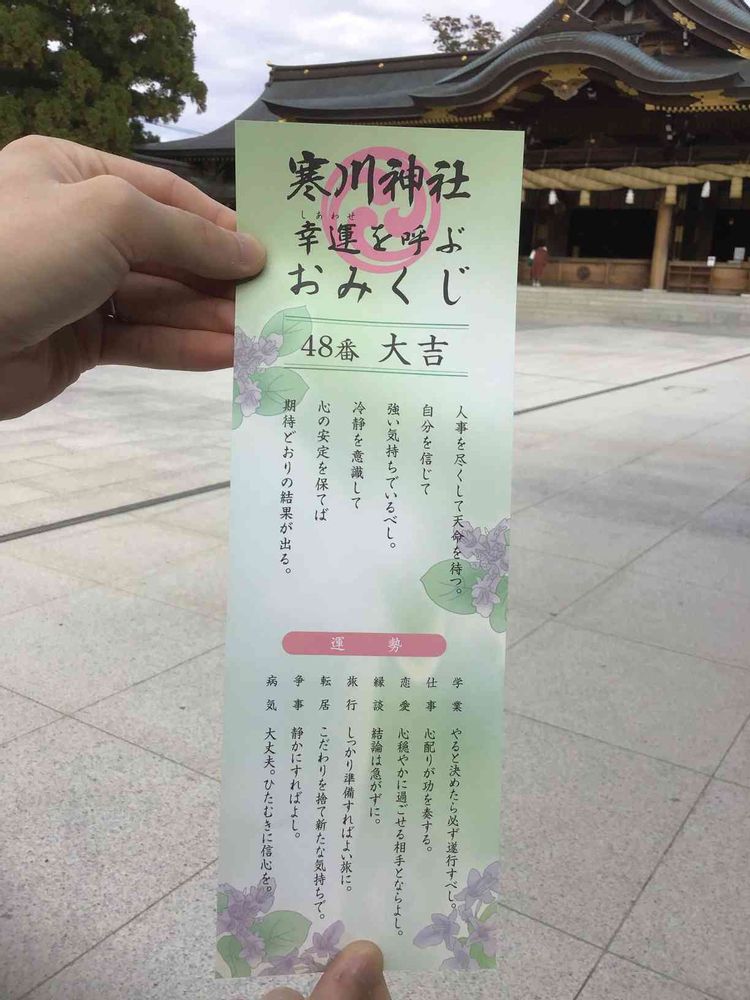 寒川神社
しあわせ
幸運を呼ぶ
おみくじ
48番 大吉
人事を尽くして天命を待つ。
自分を信じて
強い気持ちでいるべし。
冷静を意識して
心の安定を保てば
期待どおりの結果が出る。
運勢
学業 やると決めたら必ず遂行すべし。
仕事 心配りが功を奏する。
恋愛 心穏やかに過ごせる相手とならよし。
縁談 結論は急がずに。
旅行 しっかり準備すればよい旅に。
転居 こだわりを捨て新たな気持ちで。
争事 静かにすればよし。
病気 大丈夫。ひたむきに信心を。